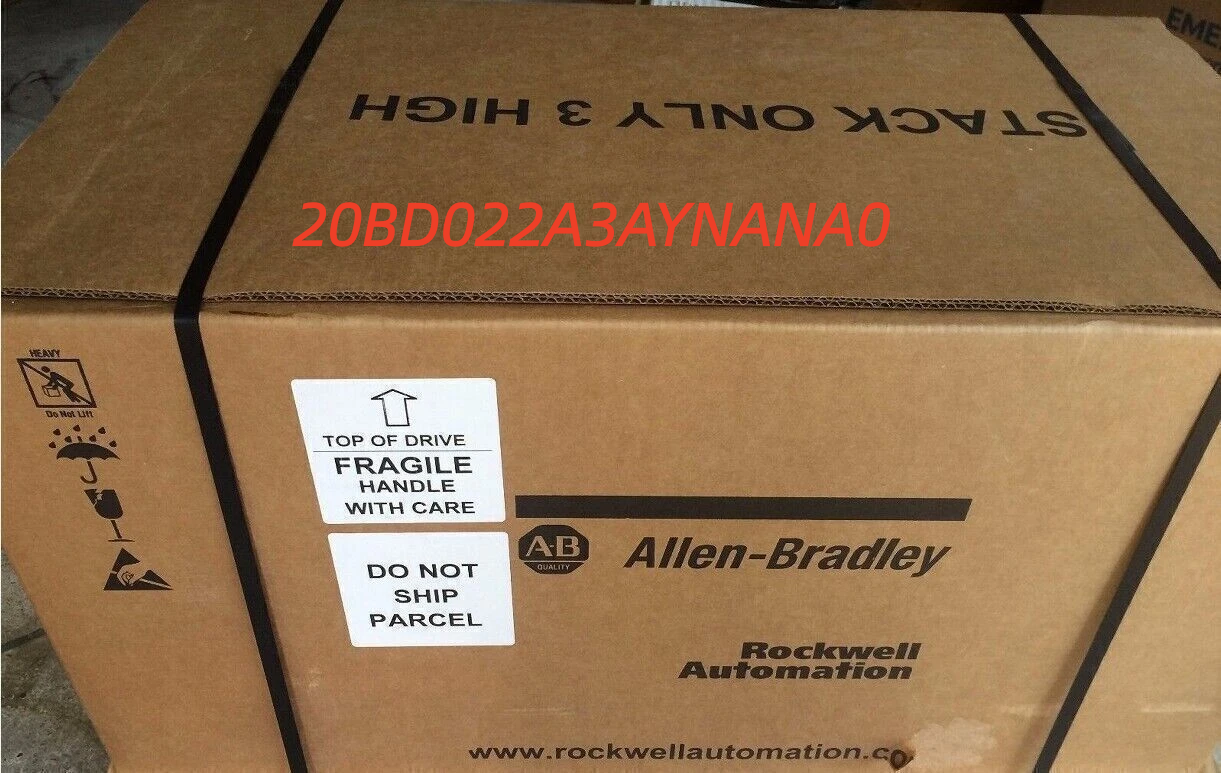 EME
STACK ONLY 3 HIGH
20BD022A3AYNANA0
HEAVY
Do Not Lift
TOP OF DRIVE
FRAGILE
HANDLE
WITH CARE
DO NOT
SHIP
PARCEL
A-B
QUALITY
Allen-Bradley
Rockwell
Automation
www.rockwellautomation.co